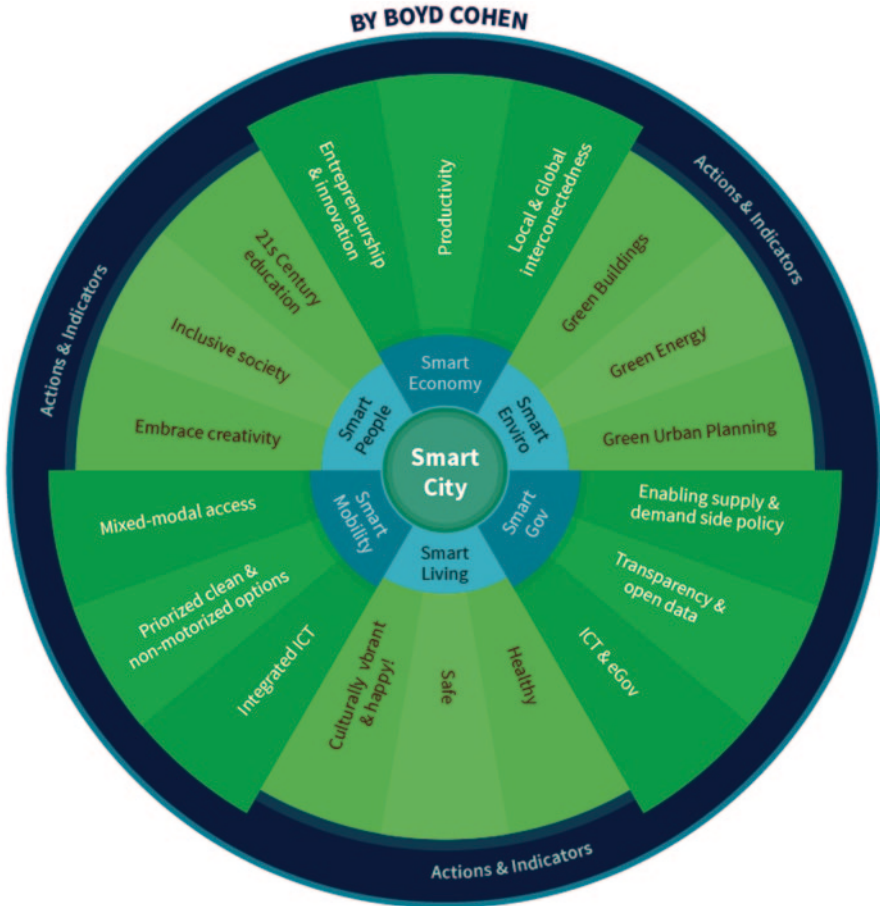 BY BOYD COHEN
Actions & Indicators
Actions & Indicators
Actions & Indicators
Smart
City
Smart
Economy
Entrepreneurship
& innovation
Productivity
Local & Global
interconectedness
Smart
Enviro
Green Buildings
Green Energy
Green Urban Planning
Smart
Gov
Enabling supply &
demand side policy
Transparency &
open data
ICT & eGov
Smart
Living
Healthy
Safe
Culturally vbrant
& happy!
Smart
Mobility
Integrated ICT
Priorized clean &
non-motorized options
Mixed-modal access
Smart
People
Embrace creativity
Inclusive society
21s Century
education